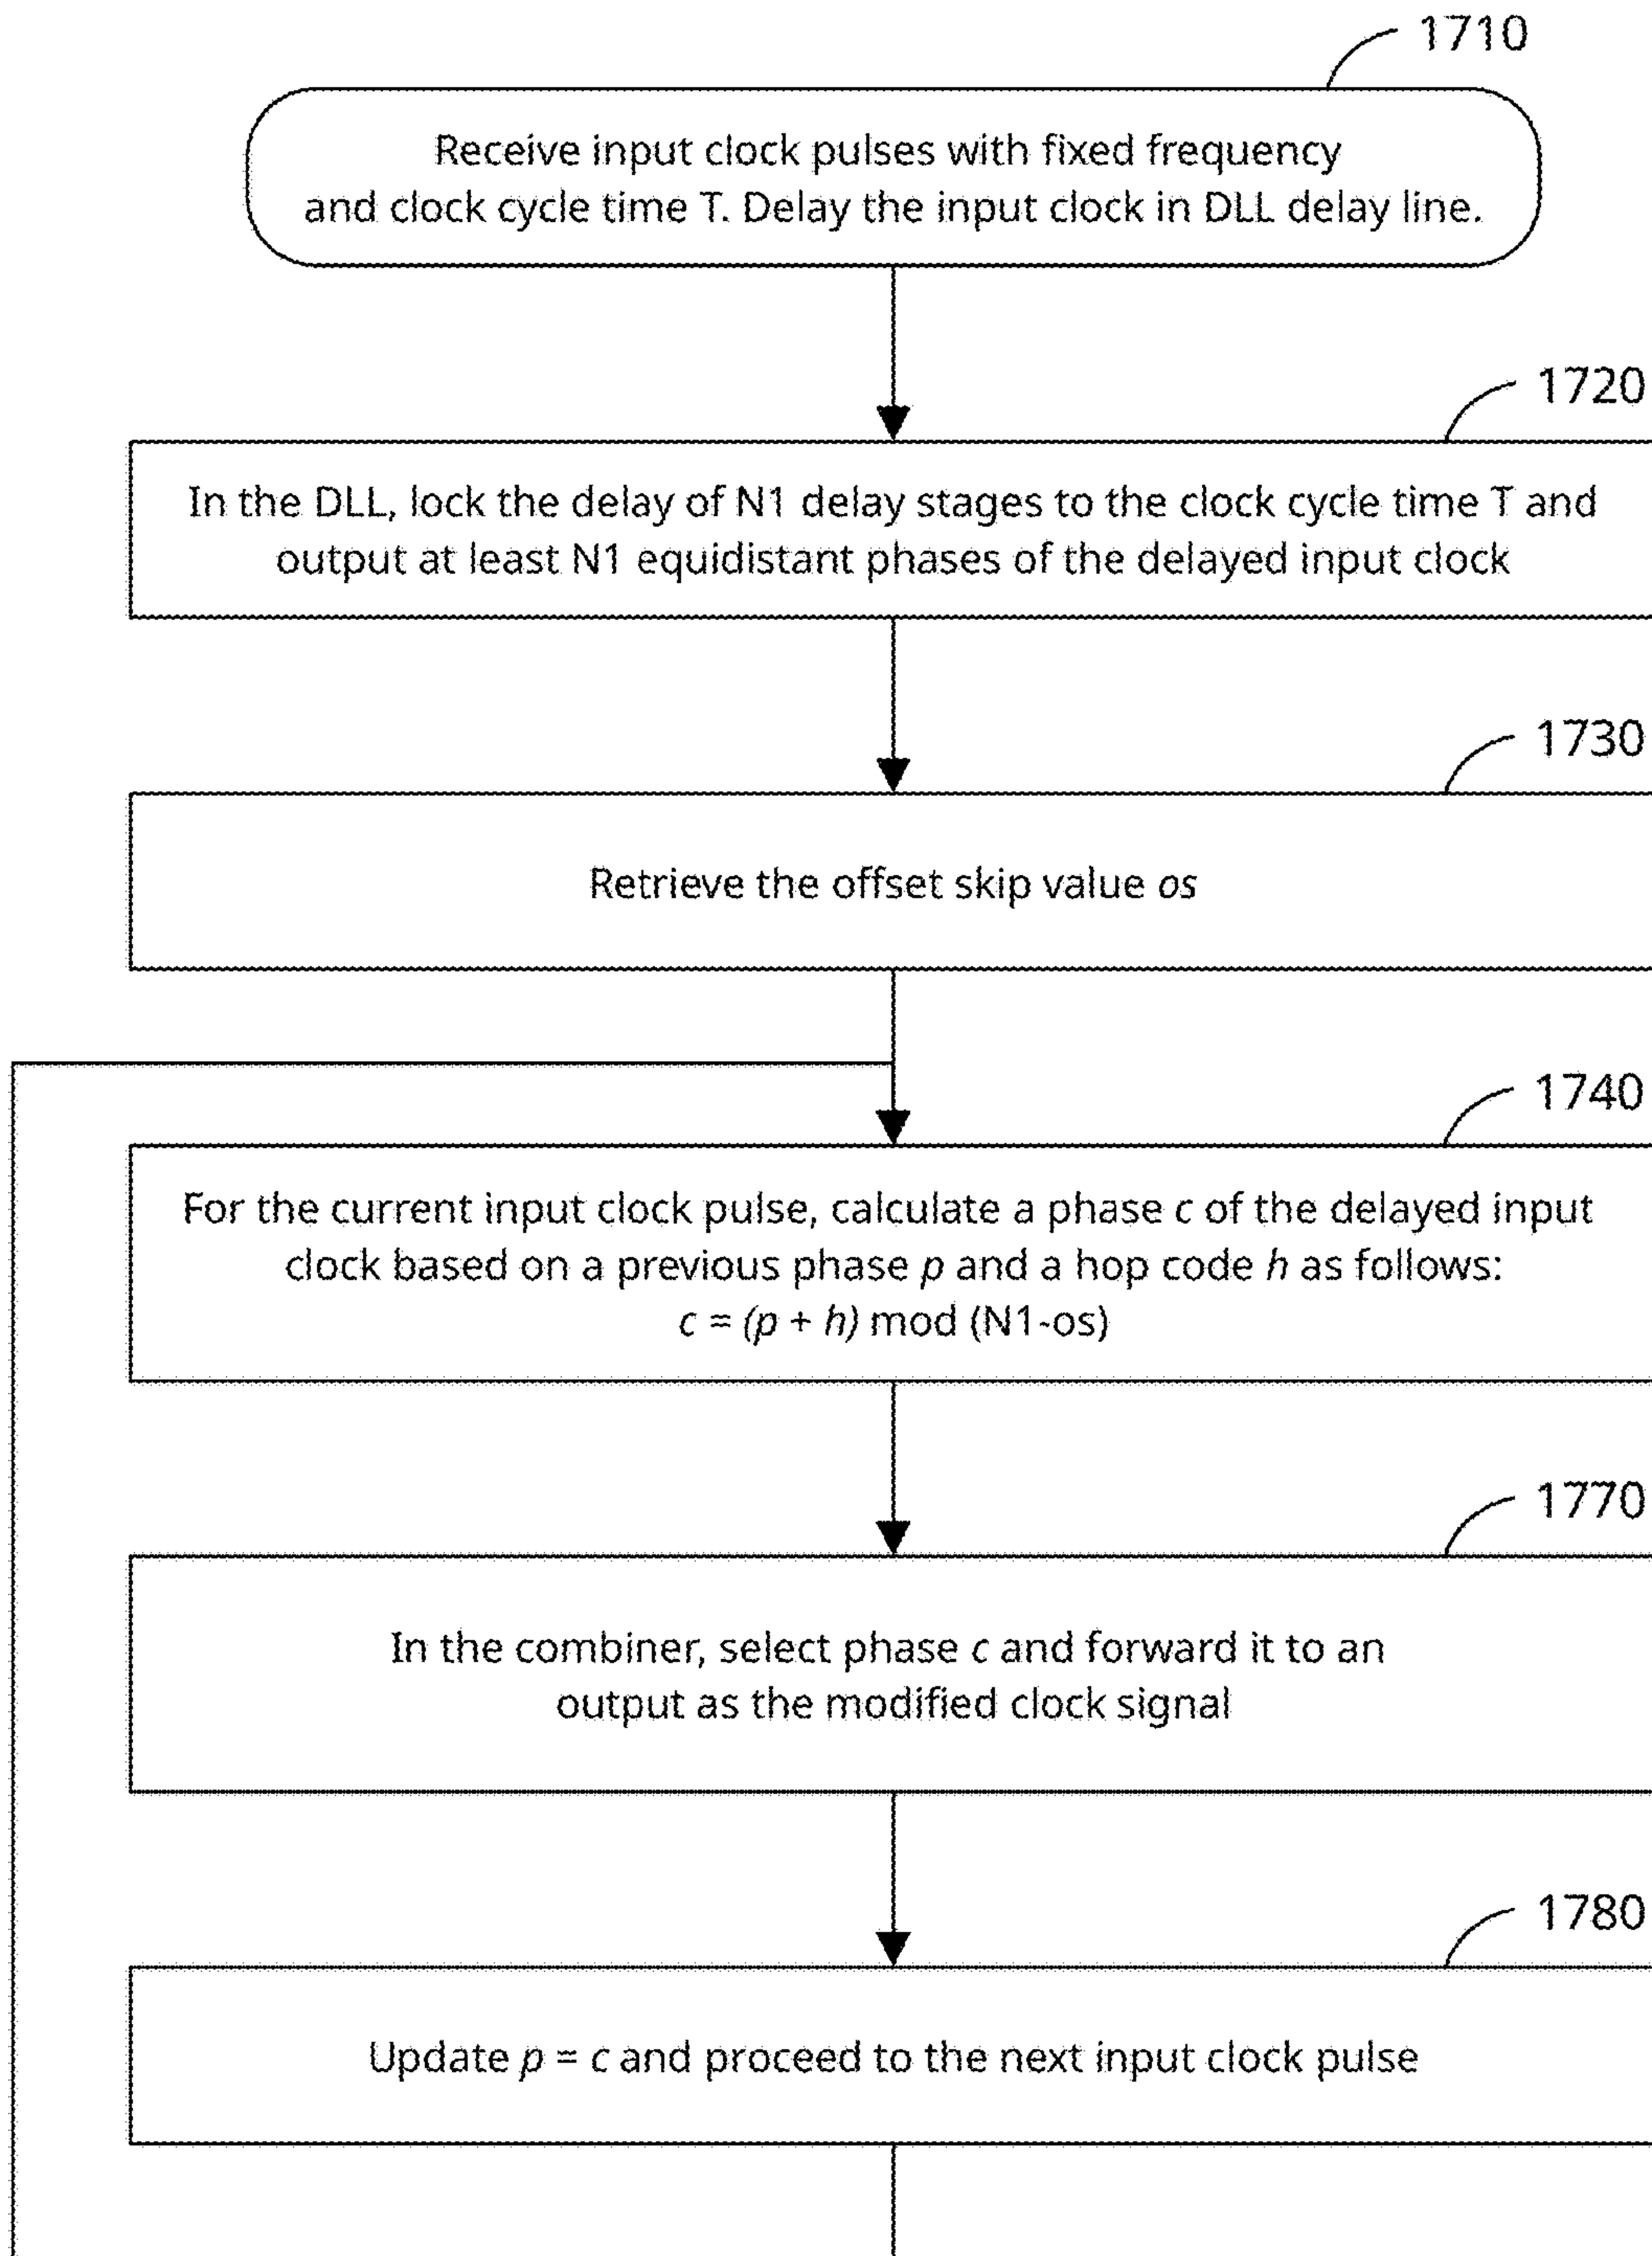 1710
Receive input clock pulses with fixed frequency
and clock cycle time T. Delay the input clock in DLL delay line.
1720
In the DLL, lock the delay of N1 delay stages to the clock cycle time T and
output at least N1 equidistant phases of the delayed input clock
1730
Retrieve the offset skip value os
1740
For the current input clock pulse, calculate a phase c of the delayed input
clock based on a previous phase p and a hop code h as follows:
c = (p + h) mod (N1-os)
1770
In the combiner, select phase c and forward it to an
output as the modified clock signal
1780
Update p = c and proceed to the next input clock pulse